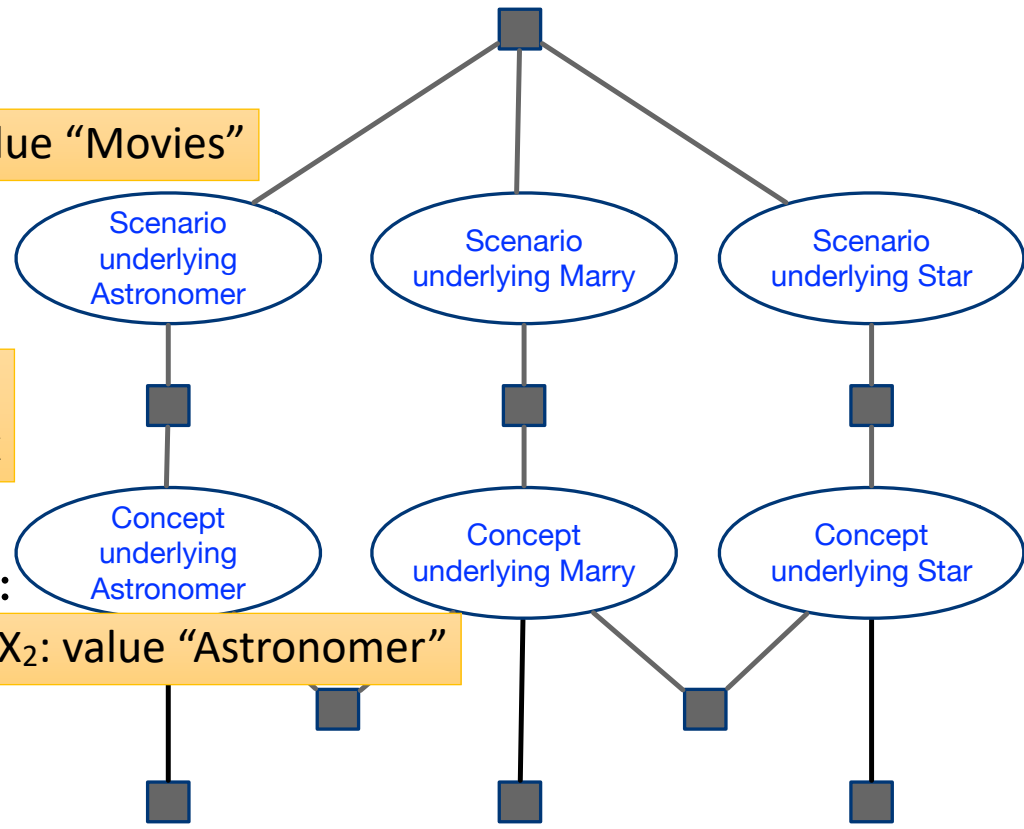 lue “Movies”
Scenario
underlying
Astronomer
Scenario
underlying Marry
Scenario
underlying Star
Concept
underlying
Astronomer
Concept
underlying Marry
Concept
underlying Star
:
X₂: value “Astronomer”